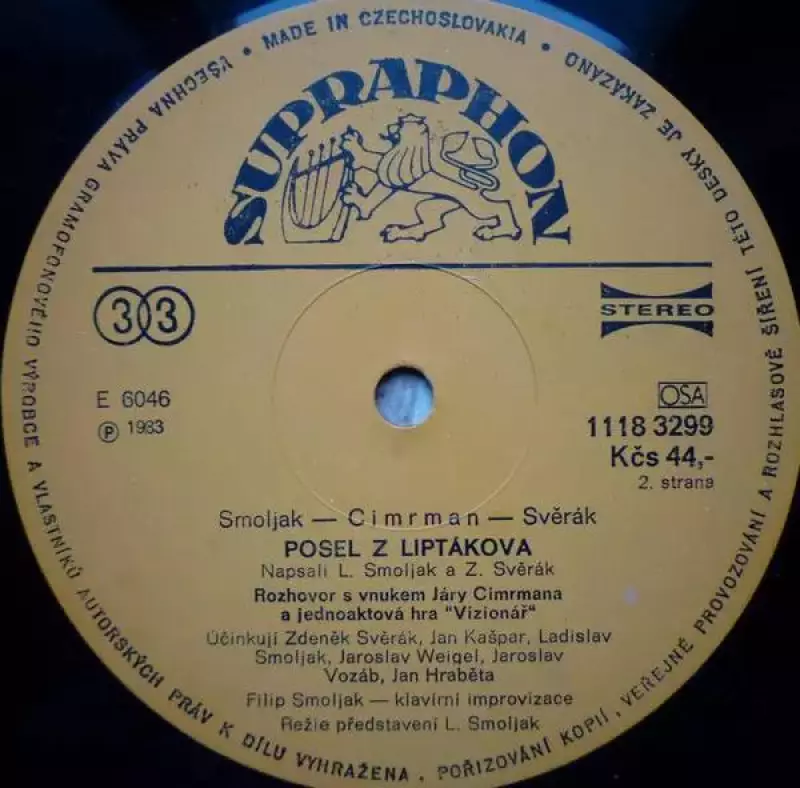 • MADE IN CZECHOSLOVAKIA •
VŠECHNA PRÁVA GRAMOFONOVÉHO VÝROBCE A VLASTNÍKŮ AUTORSKÝCH PRÁV K DÍLU VYHRAŽENA . POŘIZOVÁNÍ KOPIÍ , VEŘEJNÉ PROVOZOVÁNÍ A ROZHLASOVÉ ŠÍŘENÍ TÉTO DESKY JE ZAKÁZÁNO
SUPRAPHON
33
STEREO
E 6046
Ⓟ 1983
OSA
1118 3299
Kčs 44,-
2. strana
Smoljak — Cimrman — Svěrák
POSEL Z LIPTÁKOVA
Napsali L. Smoljak a Z. Svěrák
Rozhovor s vnukem Járy Cimrmana
a jednoaktová hra "Vizionář"
Účinkují Zdeněk Svěrák, Jan Kašpar, Ladislav
Smoljak, Jaroslav Weigel, Jaroslav
Vozáb, Jan Hraběta
Filip Smoljak — klavírní improvizace
Režie představení L. Smoljak